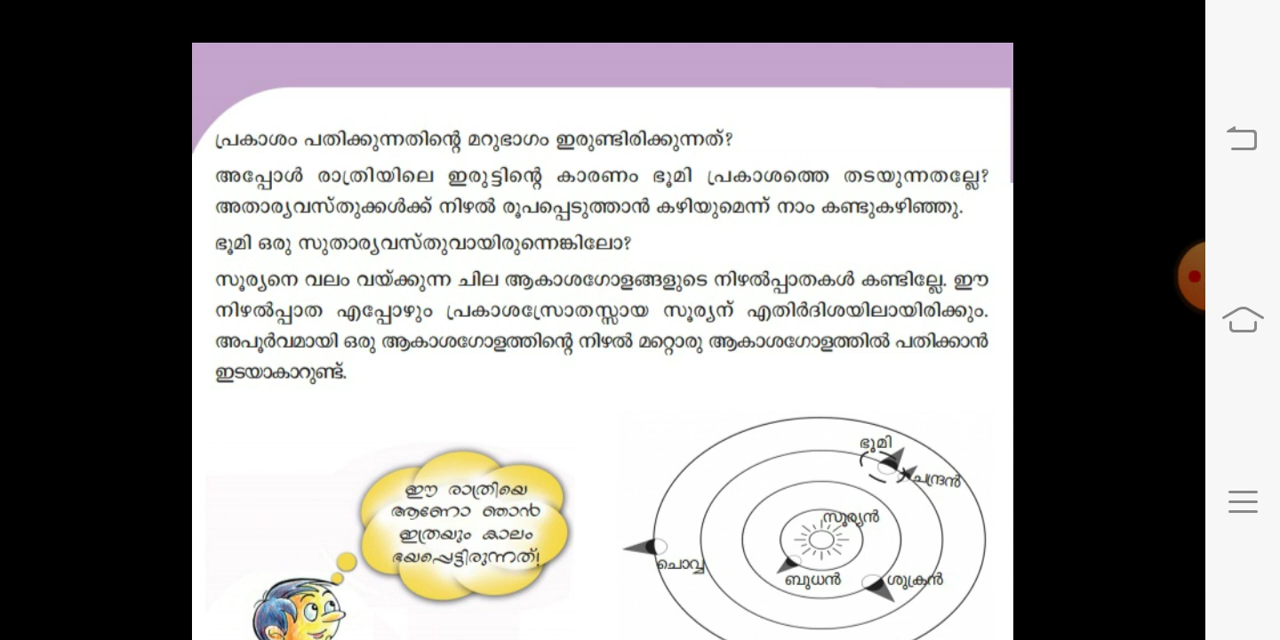 പ്രകാശം പതിക്കുന്നതിന്റെ മറുഭാഗം ഇരുണ്ടിരിക്കുന്നത്?
അപ്പോൾ രാത്രിയിലെ ഇരുട്ടിന്റെ കാരണം ഭൂമി പ്രകാശത്തെ തടയുന്നതല്ലേ?
അതാര്യവസ്തുക്കൾക്ക് നിഴൽ രൂപപ്പെടുത്താൻ കഴിയുമെന്ന് നാം കണ്ടുകഴിഞ്ഞു.
ഭൂമി ഒരു സുതാര്യവസ്തുവായിരുന്നെങ്കിലോ?
സൂര്യനെ വലം വയ്ക്കുന്ന ചില ആകാശഗോളങ്ങളുടെ നിഴൽപ്പാതകൾ കണ്ടില്ലേ. ഈ
നിഴൽപ്പാത എപ്പോഴും പ്രകാശസ്രോതസ്സായ സൂര്യന് എതിർദിശയിലായിരിക്കും.
അപൂർവമായി ഒരു ആകാശഗോളത്തിന്റെ നിഴൽ മറ്റൊരു ആകാശഗോളത്തിൽ പതിക്കാൻ
ഇടയാകാറുണ്ട്.
ഈ രാത്രിയെ
ആണോ ഞാൻ
ഇത്രയും കാലം
ഭയപ്പെട്ടിരുന്നത്!
ഭൂമി
ചന്ദ്രൻ
സൂര്യൻ
ചൊവ്വ
ബുധൻ
ശുക്രൻ